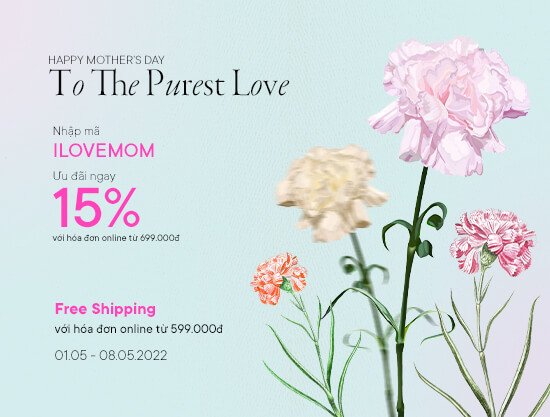 HAPPY MOTHER'S DAY
To The Purest Love
Nhập mã
ILOVEMOM
Ưu đãi ngay
15%
với hóa đơn online từ 699.000đ
Free Shipping
với hóa đơn online từ 599.000đ
01.05 - 08.05.2022